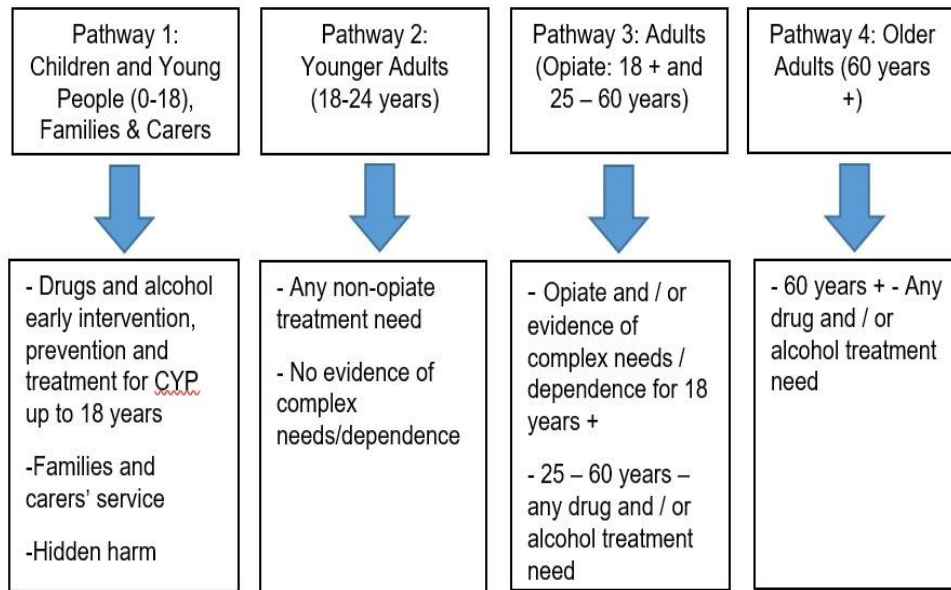 Pathway 1:
Children and Young
People (0-18),
Families & Carers
Pathway 2:
Younger Adults
(18-24 years)
Pathway 3: Adults
(Opiate: 18 + and
25 – 60 years)
Pathway 4: Older
Adults (60 years
+)
- Drugs and alcohol
early intervention,
prevention and
treatment for CYP
up to 18 years
-Families and
carers’ service
-Hidden harm
- Any non-opiate
treatment need
- No evidence of
complex
needs/dependence
- Opiate and / or
evidence of
complex needs /
dependence for 18
years +
- 25 – 60 years –
any drug and / or
alcohol treatment
need
- 60 years + - Any
drug and / or
alcohol treatment
need